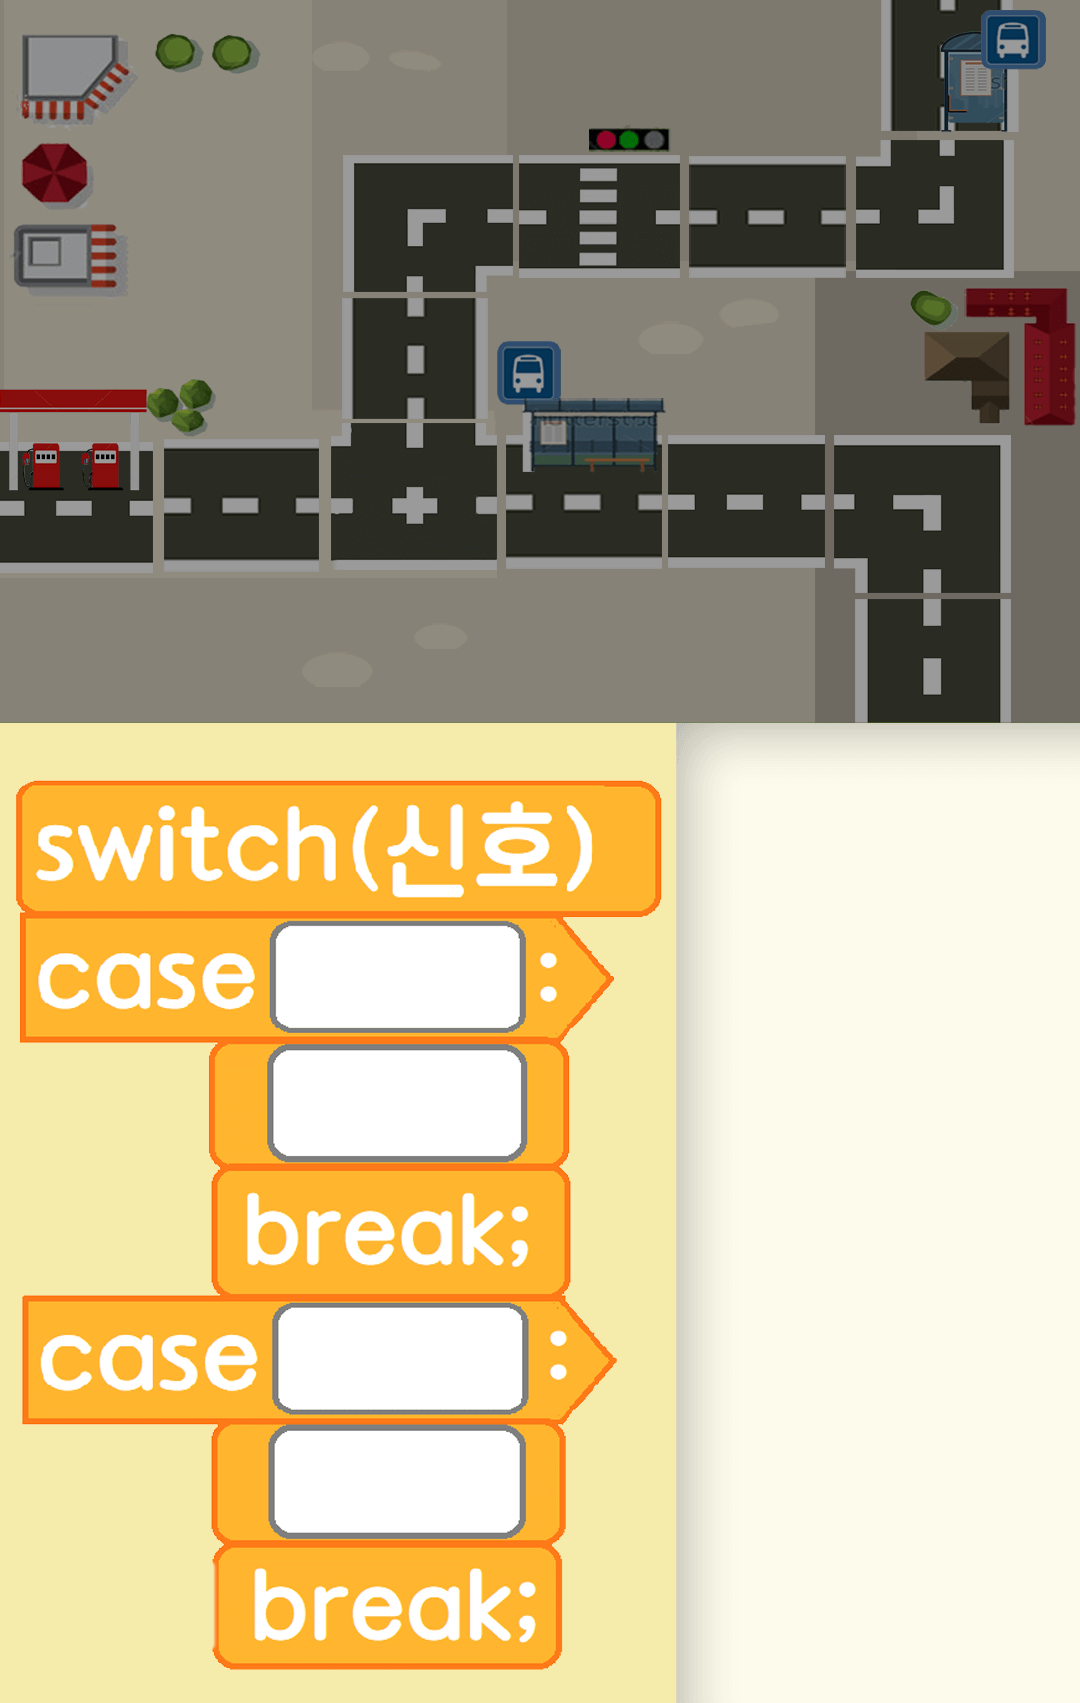 switch(신호)
case :
break;
case :
break;